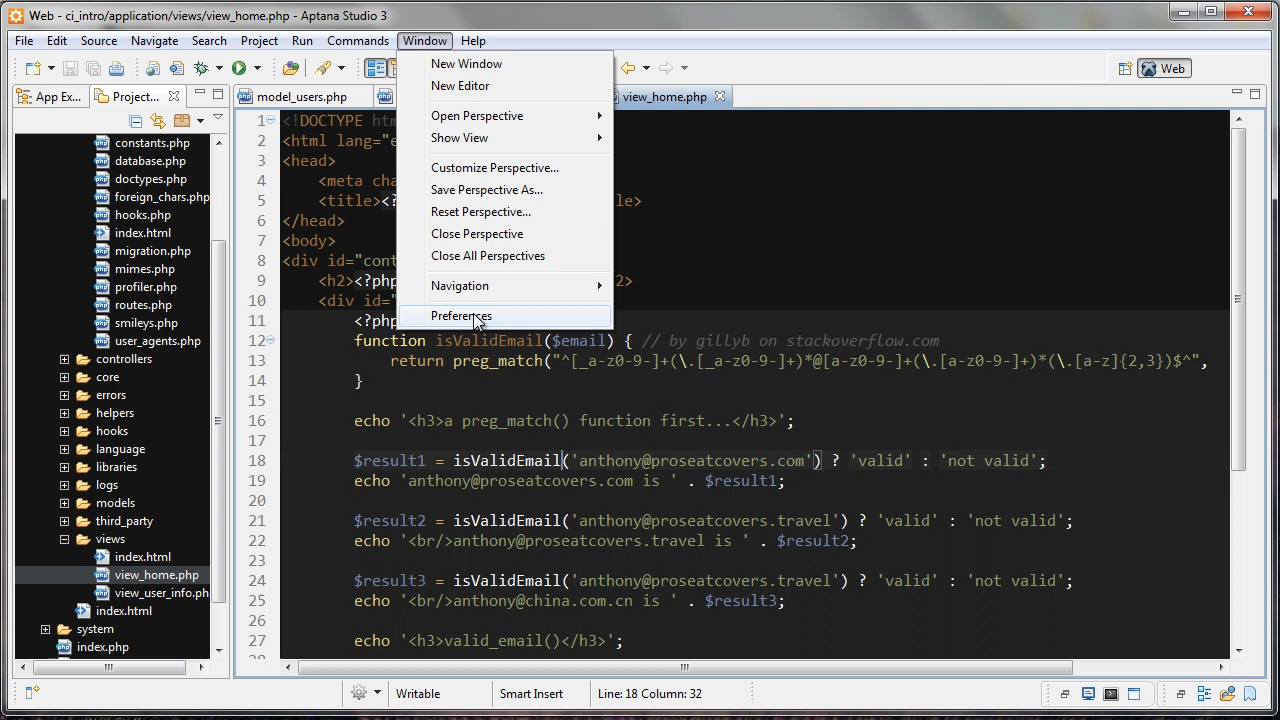 Web - ci_intro/application/views/view_home.php - Aptana Studio 3
File Edit Source Navigate Search Project Run Commands Window Help
Web
App Ex... Project...
model_users.php
view_home.php
New Window
New Editor
Open Perspective
Show View
Customize Perspective...
Save Perspective As...
Reset Perspective...
Close Perspective
Close All Perspectives
Navigation
Preferences
constants.php
database.php
doctypes.php
foreign_chars.php
hooks.php
index.html
migration.php
mimes.php
profiler.php
routes.php
smileys.php
user_agents.php
controllers
core
errors
helpers
hooks
language
libraries
logs
models
third_party
views
index.html
view_home.php
view_user_info.ph
index.html
system
index.php
1 <!DOCTYPE htm
2 <html lang="e
3 <head>
4 <meta cha
5 <title><? le>
6 </head>
7 <body>
8 <div id="cont
9 <h2><?php 2>
10 <div id="
11 <?php
12 function isValidEmail($email) { // by gillyb on stackoverflow.com
13 return preg_match("^[_a-z0-9-]+(\.[_a-z0-9-]+)*@[a-z0-9-]+(\.[a-z0-9-]+)*(\.[a-z]{2,3})$^",
14 }
15
16 echo '<h3>a preg_match() function first...</h3>';
17
18 $result1 = isValidEmail('anthony@proseatcovers.com') ? 'valid' : 'not valid';
19 echo 'anthony@proseatcovers.com is ' . $result1;
20
21 $result2 = isValidEmail('anthony@proseatcovers.travel') ? 'valid' : 'not valid';
22 echo '<br/>anthony@proseatcovers.travel is ' . $result2;
23
24 $result3 = isValidEmail('anthony@proseatcovers.travel') ? 'valid' : 'not valid';
25 echo '<br/>anthony@china.com.cn is ' . $result3;
26
27 echo '<h3>valid_email()</h3>';
Writable
Smart Insert
Line: 18 Column: 32